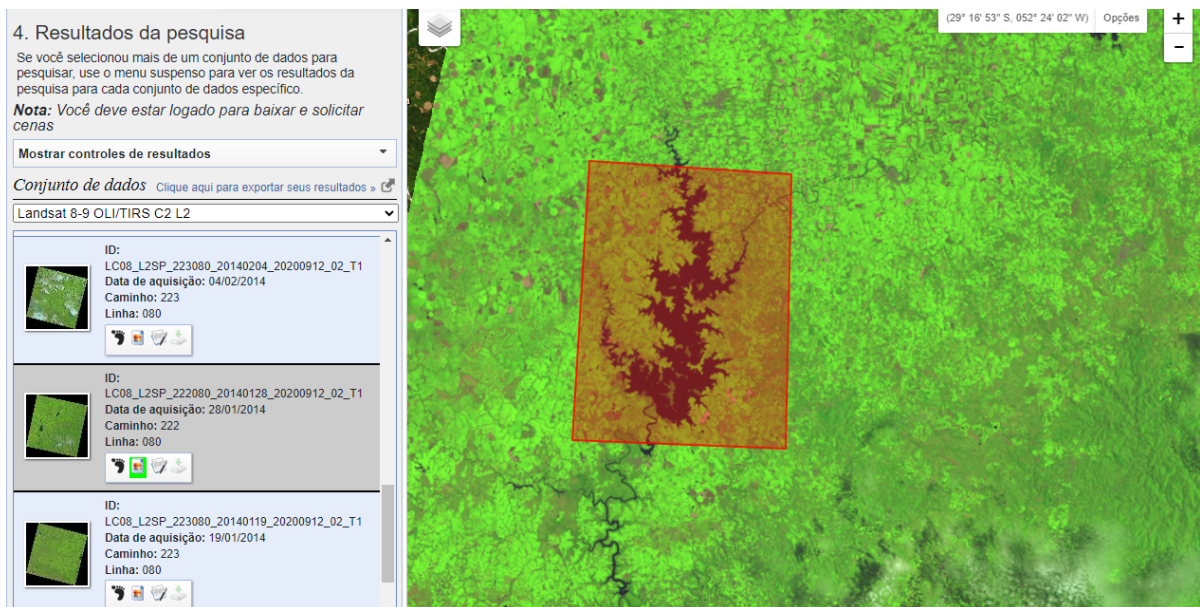 4. Resultados da pesquisa
Se você selecionou mais de um conjunto de dados para
pesquisar, use o menu suspenso para ver os resultados da
pesquisa para cada conjunto de dados específico.
Nota: Você deve estar logado para baixar e solicitar
cenas
Mostrar controles de resultados
Conjunto de dados Clique aqui para exportar seus resultados »
Landsat 8-9 OLI/TIRS C2 L2
ID:
LC08_L2SP_223080_20140204_20200912_02_T1
Data de aquisição: 04/02/2014
Caminho: 223
Linha: 080
ID:
LC08_L2SP_222080_20140128_20200912_02_T1
Data de aquisição: 28/01/2014
Caminho: 222
Linha: 080
ID:
LC08_L2SP_223080_20140119_20200912_02_T1
Data de aquisição: 19/01/2014
Caminho: 223
Linha: 080
(29° 16' 53" S, 052° 24' 02" W) Opções
+
−